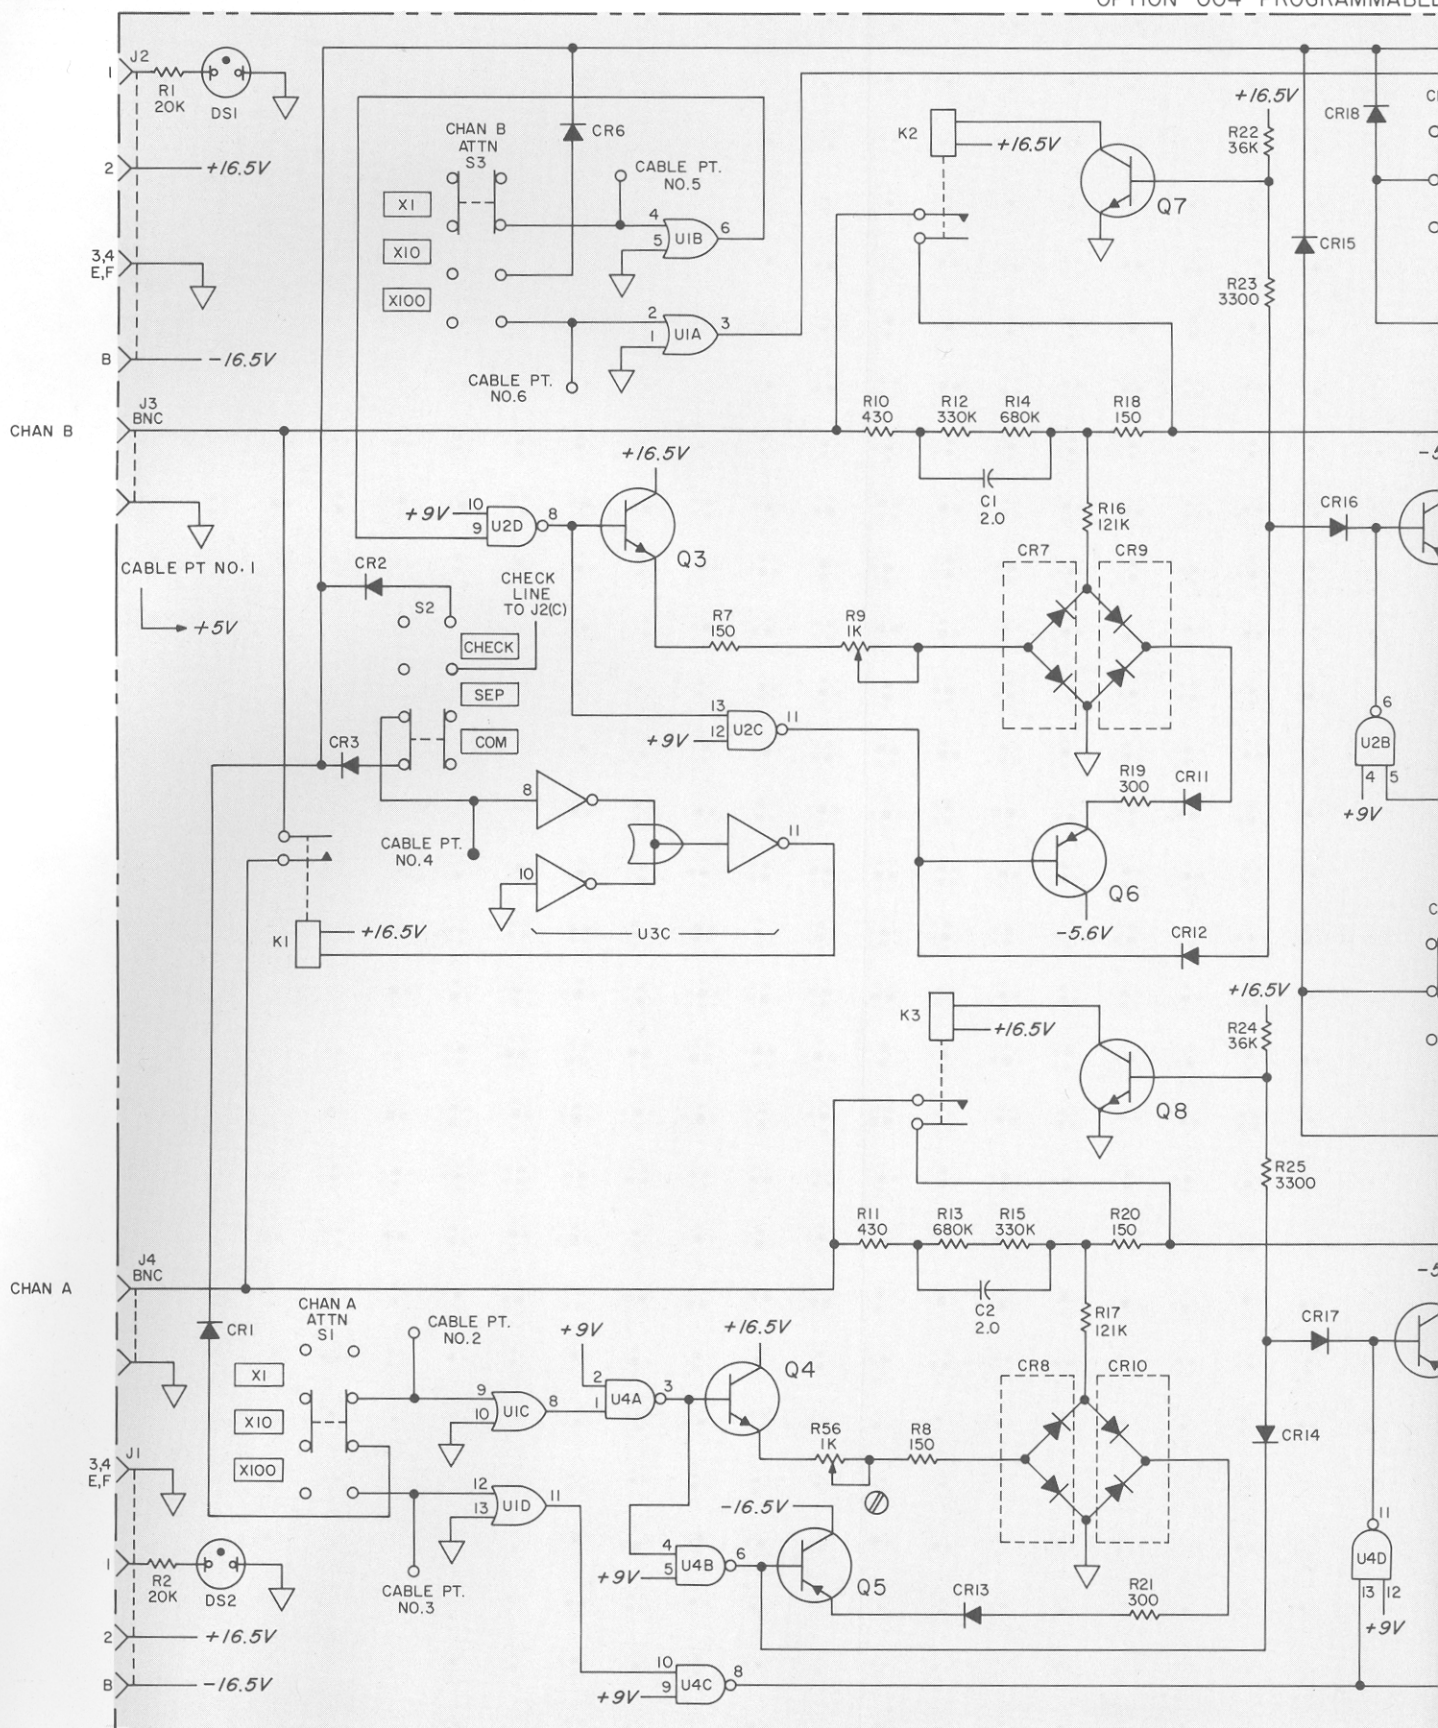 J2
1
R1
20K
DS1
2
+16.5V
3,4
E,F
B
-16.5V
CHAN B
ATTN
S3
X1
X10
X100
CR6
CABLE PT.
NO.5
4
5
U1B
6
2
1
U1A
3
CABLE PT.
NO.6
K2
+16.5V
Q7
+16.5V
R22
36K
R23
3300
CR18
CR15
CHAN B
J3
BNC
R10
430
R12
330K
R14
680K
R18
150
C1
2.0
R16
121K
+16.5V
+9V
10
9
U2D
8
Q3
CABLE PT NO.1
+5V
CR2
S2
CHECK
LINE
TO J2(C)
CHECK
SEP
COM
CR3
R7
150
R9
1K
CR7
CR9
CR16
13
12
+9V
U2C
11
6
U2B
4
5
+9V
8
CABLE PT.
NO.4
10
11
U3C
K1
+16.5V
R19
300
CR11
Q6
-5.6V
CR12
K3
+16.5V
Q8
+16.5V
R24
36K
R25
3300
R11
430
R13
680K
R15
330K
R20
150
C2
2.0
R17
121K
CHAN A
J4
BNC
CR1
CHAN A
ATTN
S1
X1
X10
X100
CABLE PT.
NO.2
9
10
U1C
8
+9V
2
1
U4A
3
+16.5V
Q4
R56
1K
R8
150
CR8
CR10
CR17
CR14
3,4
E,F
J1
12
13
U1D
11
CABLE PT.
NO.3
-16.5V
4
5
+9V
U4B
6
Q5
CR13
R21
300
11
U4D
13
12
+9V
1
R2
20K
DS2
2
+16.5V
B
-16.5V
10
9
+9V
U4C
8